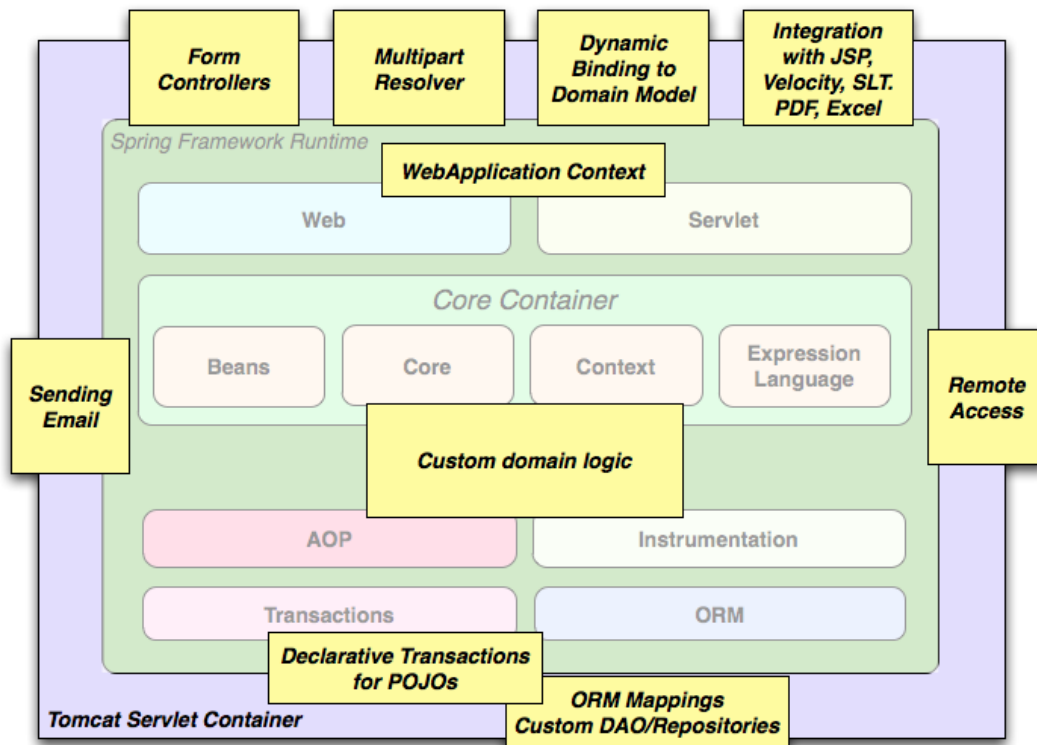 Form
Controllers
Multipart
Resolver
Dynamic
Binding to
Domain Model
Integration
with JSP,
Velocity, SLT.
PDF, Excel
Spring Framework Runtime
WebApplication Context
Web
Servlet
Core Container
Beans
Core
Context
Expression
Language
Sending
Email
Remote
Access
Custom domain logic
AOP
Instrumentation
Transactions
ORM
Declarative Transactions
for POJOs
ORM Mappings
Custom DAO/Repositories
Tomcat Servlet Container